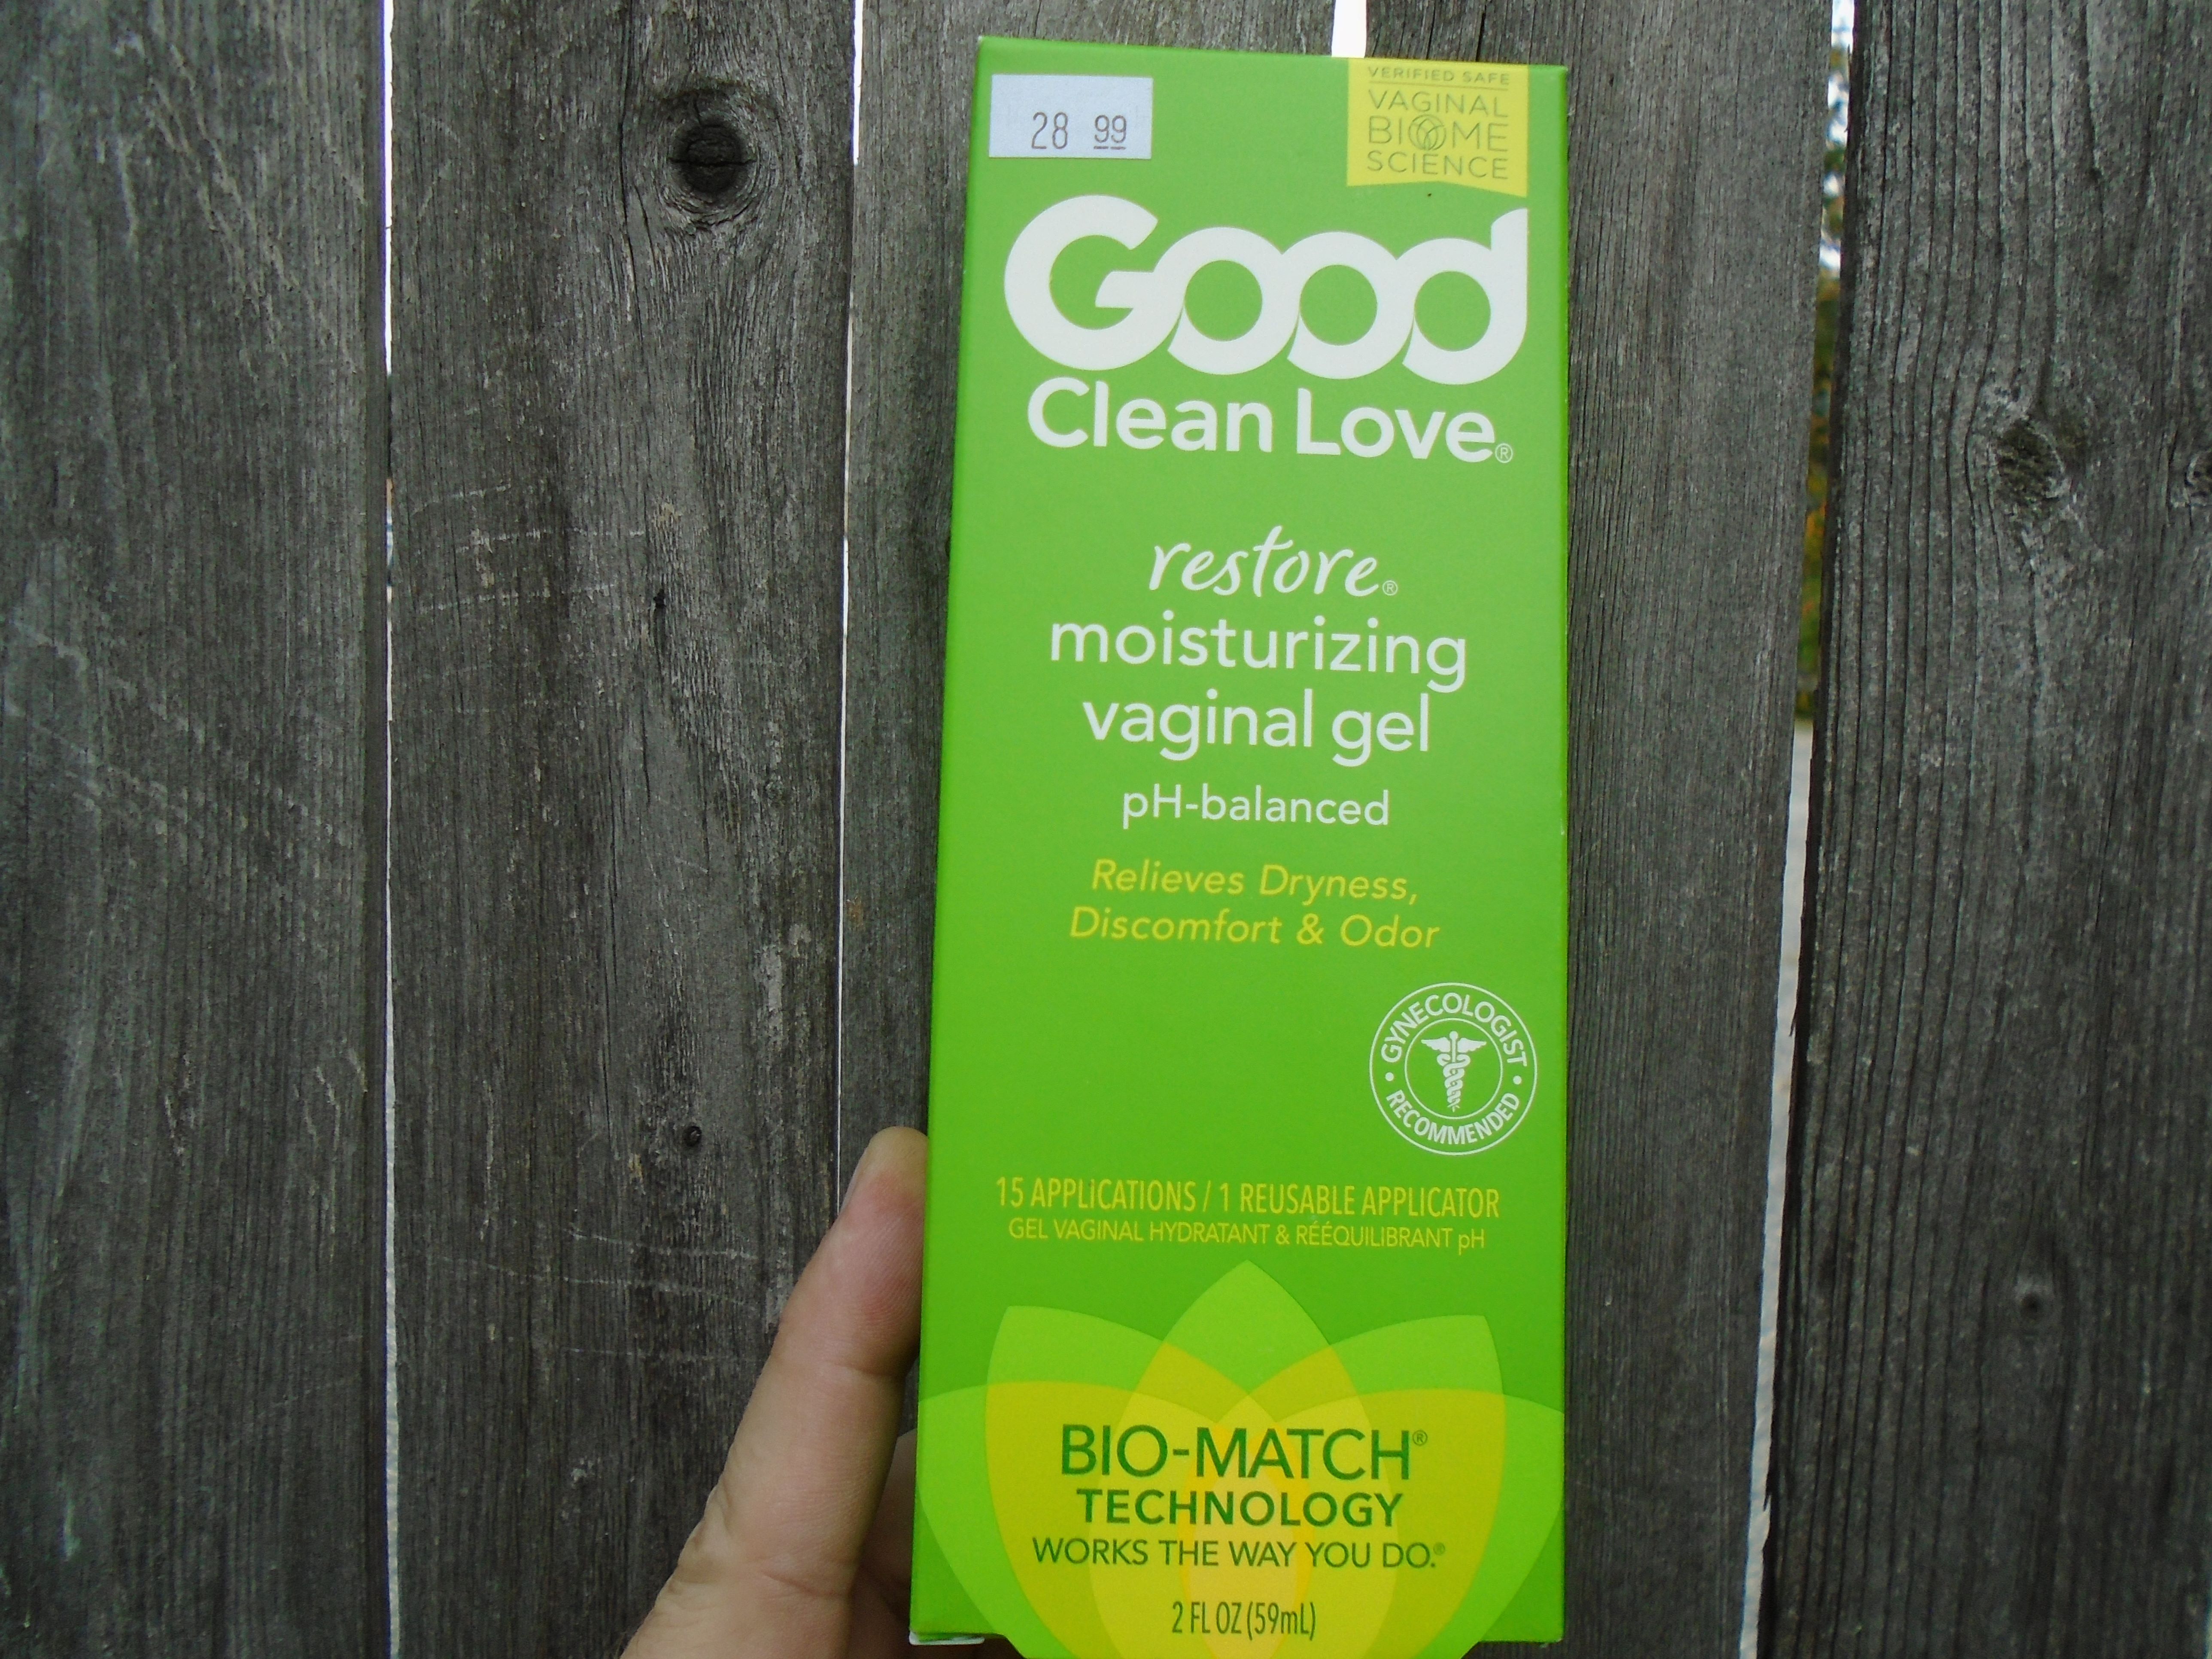 28 99
VERIFIED SAFE
VAGINAL
BIOME
SCIENCE
Good
Clean Love®
restore®
moisturizing
vaginal gel
pH-balanced
Relieves Dryness,
Discomfort & Odor
GYNECOLOGIST
• RECOMMENDED •
15 APPLiCATIONS / 1 REUSABLE APPLICATOR
GEL VAGINAL HYDRATANT & RÉÉQUILIBRANT pH
BIO-MATCH®
TECHNOLOGY
WORKS THE WAY YOU DO.®
2 FL OZ (59mL)